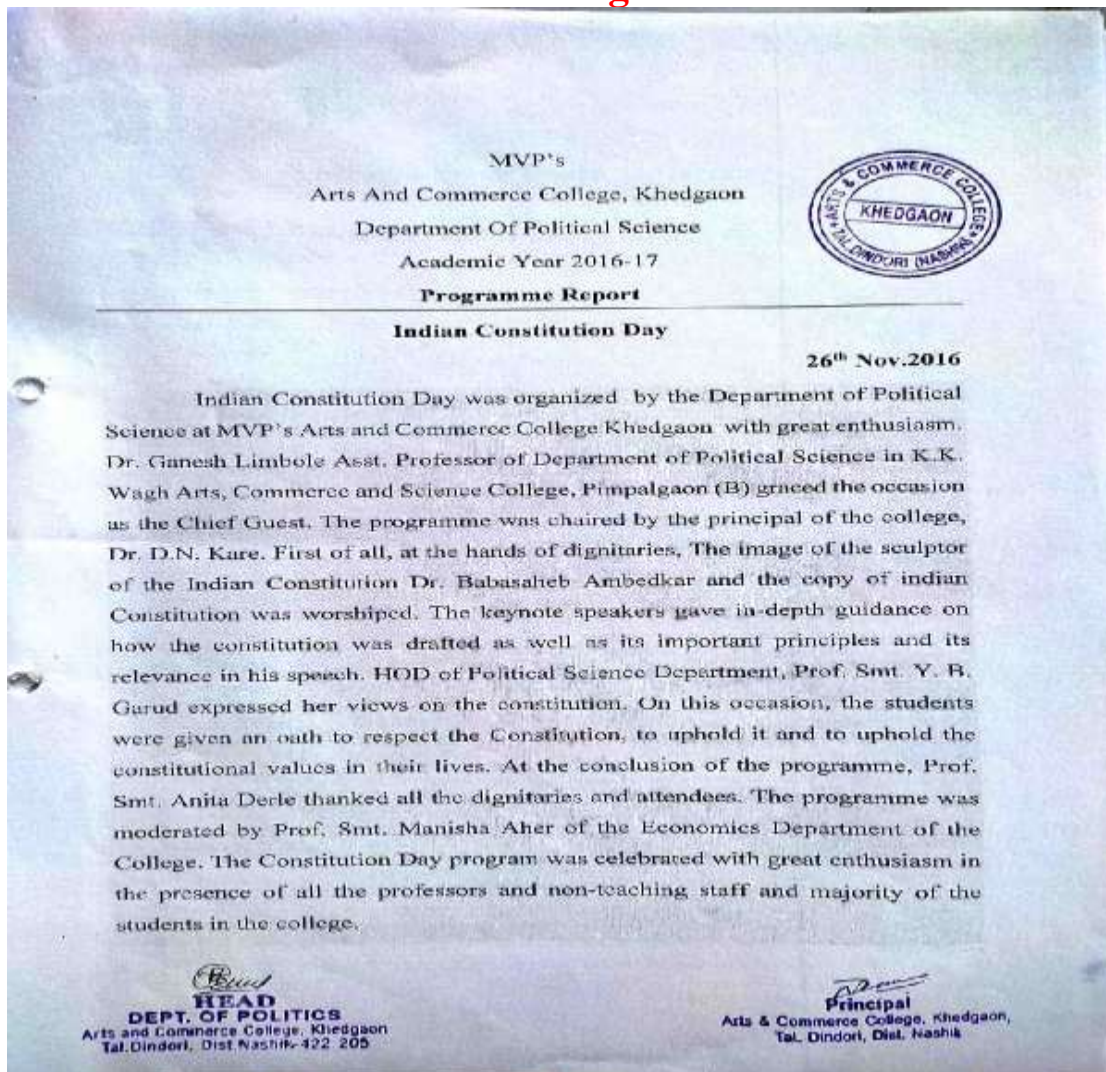 MVP's
Arts And Commerce College, Khedgaon
Department Of Political Science
Academic Year 2016-17
Programme Report
ARTS & COMMERCE COLLEGE
KHEDGAON
TAL.DINDORI (NASHIK)
Indian Constitution Day
26th Nov.2016
Indian Constitution Day was organized by the Department of Political
Science at MVP's Arts and Commerce College Khedgaon with great enthusiasm.
Dr. Ganesh Limbole Asst. Professor of Department of Political Science in K.K.
Wagh Arts, Commerce and Science College, Pimpalgaon (B) graced the occasion
as the Chief Guest. The programme was chaired by the principal of the college,
Dr. D.N. Kare. First of all, at the hands of dignitaries, The image of the sculptor
of the Indian Constitution Dr. Babasaheb Ambedkar and the copy of indian
Constitution was worshiped. The keynote speakers gave in-depth guidance on
how the constitution was drafted as well as its important principles and its
relevance in his speech. HOD of Political Science Department, Prof. Smt. Y. B.
Garud expressed her views on the constitution. On this occasion, the students
were given an oath to respect the Constitution, to uphold it and to uphold the
constitutional values in their lives. At the conclusion of the programme, Prof.
Smt. Anita Derle thanked all the dignitaries and attendees. The programme was
moderated by Prof. Smt. Manisha Aher of the Economics Department of the
College. The Constitution Day program was celebrated with great enthusiasm in
the presence of all the professors and non-teaching staff and majority of the
students in the college.
HEAD
DEPT. OF POLITICS
Arts and Commerce College, Khedgaon
Tal.Dindori, Dist.Nashik-422 205
Principal
Arts & Commerce College, Khedgaon,
Tal. Dindori, Dist. Nashik